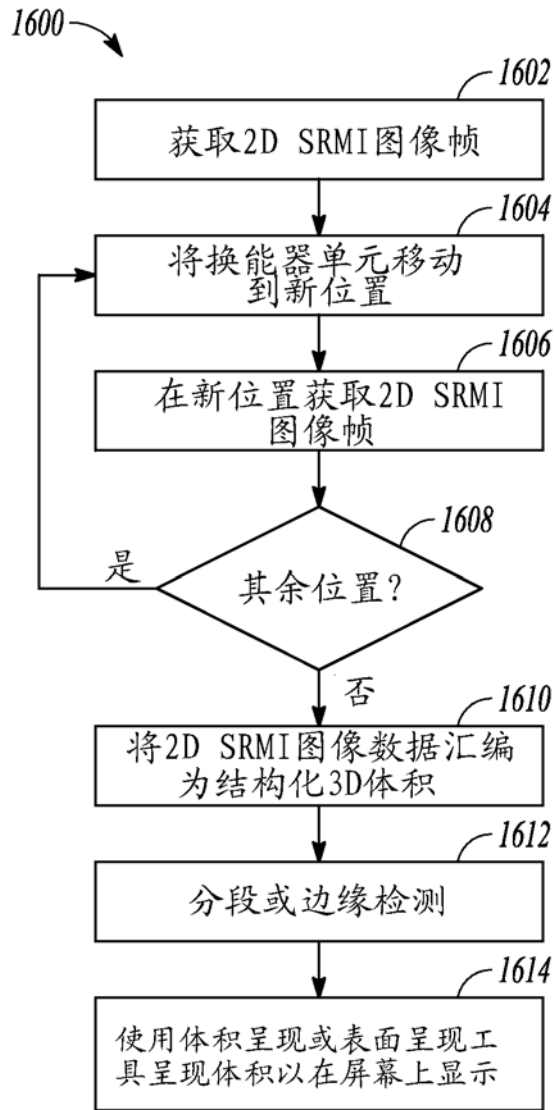 1600
1602
获取2D SRMI图像帧
1604
将换能器单元移动
到新位置
1606
在新位置获取2D SRMI
图像帧
1608
是
其余位置?
否
1610
将2D SRMI图像数据汇编
为结构化3D体积
1612
分段或边缘检测
1614
使用体积呈现或表面呈现工
具呈现体积以在屏幕上显示